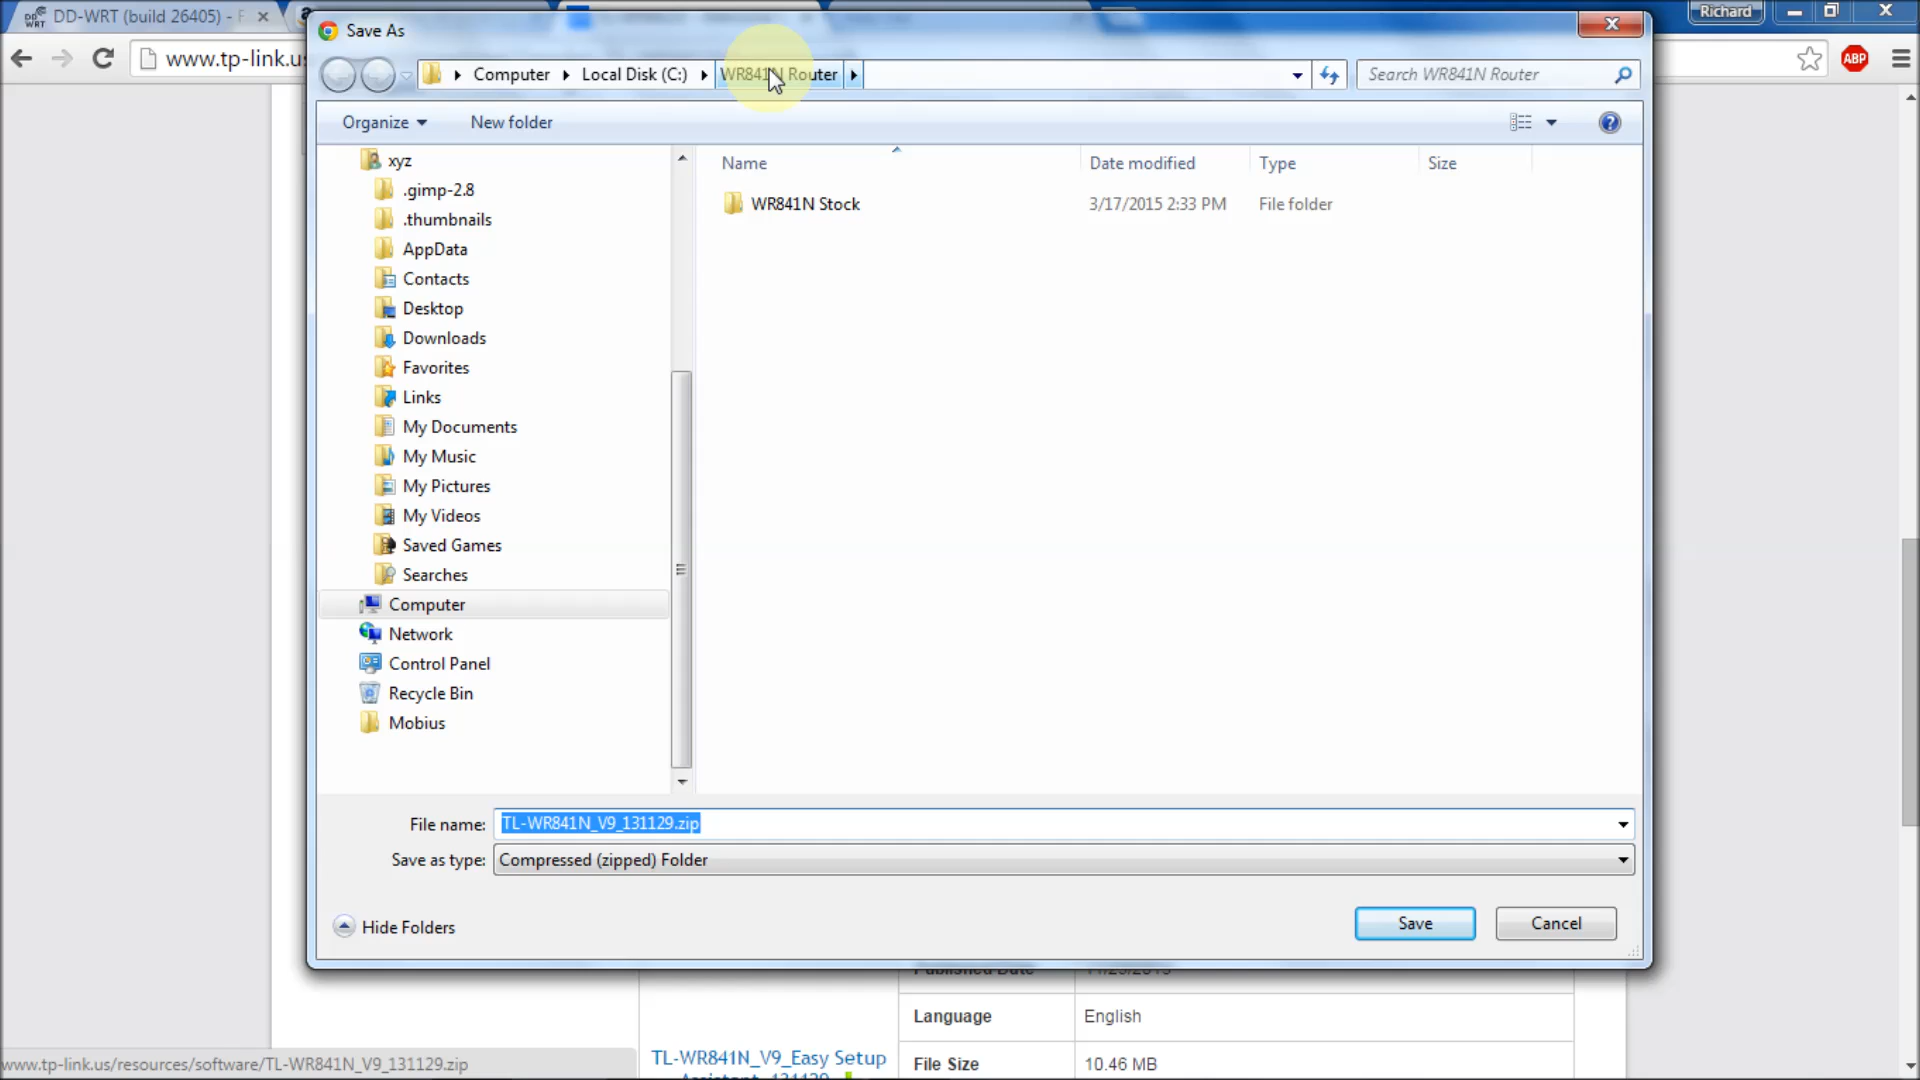 DD-WRT (build 26405) - F
Richard
www.tp-link.us
ABP
Save As
Computer
Local Disk (C:)
WR841N Router
Search WR841N Router
Organize
New folder
Name
Date modified
Type
Size
WR841N Stock
3/17/2015 2:33 PM
File folder
xyz
.gimp-2.8
.thumbnails
AppData
Contacts
Desktop
Downloads
Favorites
Links
My Documents
My Music
My Pictures
My Videos
Saved Games
Searches
Computer
Network
Control Panel
Recycle Bin
Mobius
File name:
TL-WR841N_V9_131129.zip
Save as type:
Compressed (zipped) Folder
Hide Folders
Save
Cancel
Published Date
Language
English
TL-WR841N_V9_Easy Setup
File Size
10.46 MB
www.tp-link.us/resources/software/TL-WR841N_V9_131129.zip